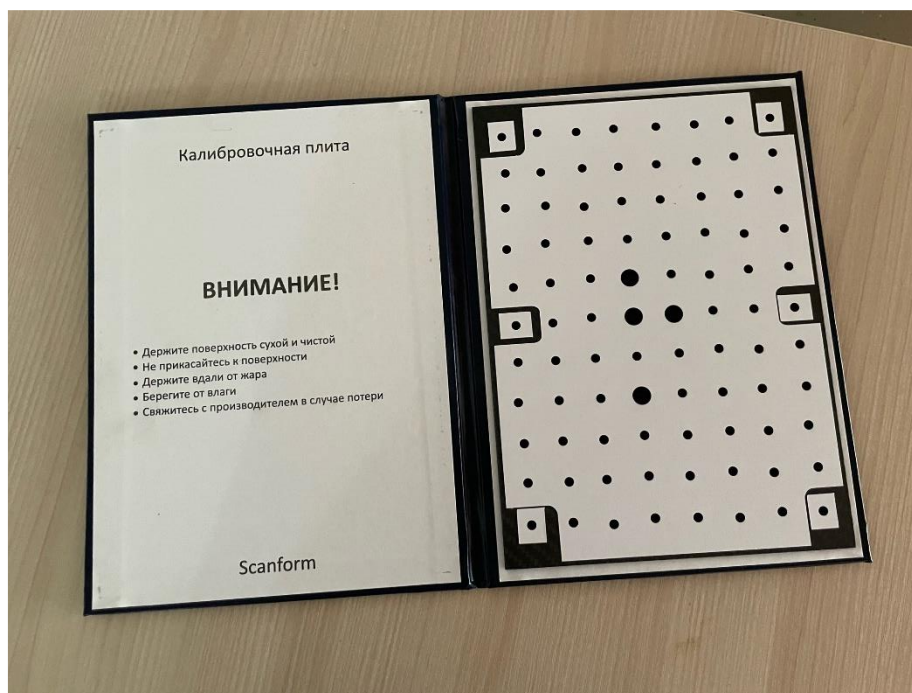 Калибровочная плита
ВНИМАНИЕ!
• Держите поверхность сухой и чистой
• Не прикасайтесь к поверхности
• Держите вдали от жара
• Берегите от влаги
• Свяжитесь с производителем в случае потери
Scanform